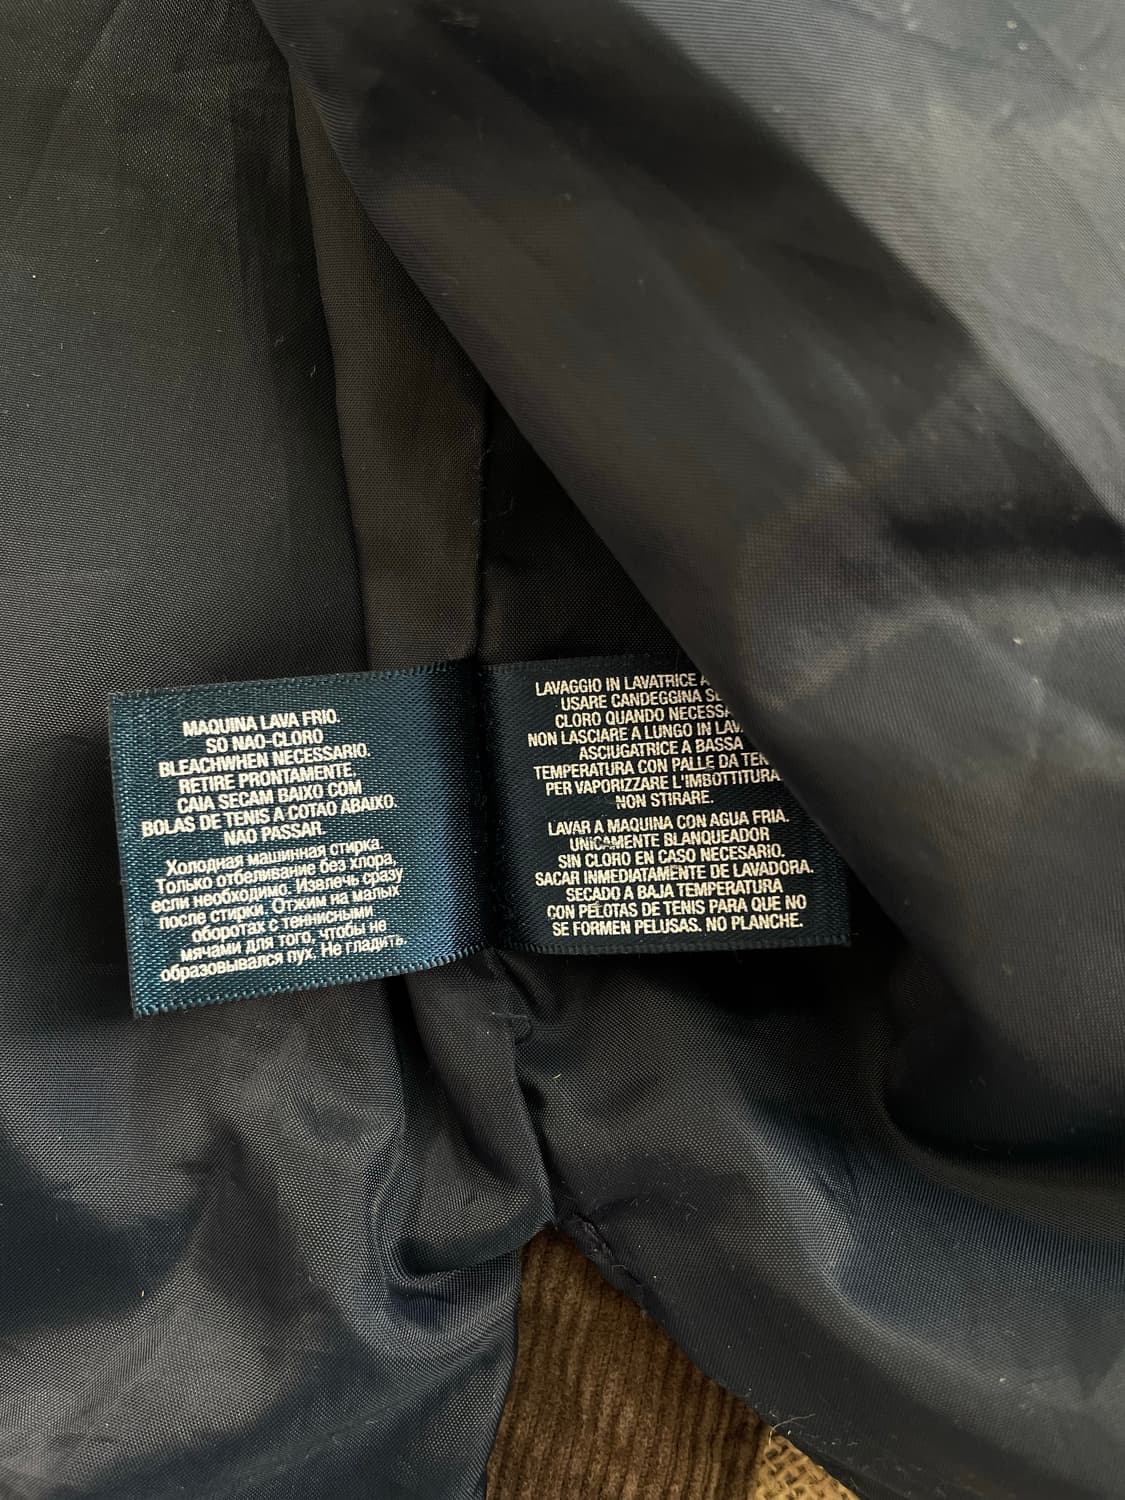 MAQUINA LAVA FRIO.
SO NAO-CLORO
BLEACHWHEN NECESSARIO.
RETIRE PRONTAMENTE.
CAIA SECAM BAIXO COM
BOLAS DE TENIS A COTAO ABAIXO.
NAO PASSAR.
Холодная машинная стирка.
Только отбеливание без хлора,
если необходимо. Извлечь сразу
после стирки. Отжим на малых
оборотах с теннисными
мячами для того, чтобы не
образовывался пух. Не гладить.
LAVAGGIO IN LAVATRICE
USARE CANDEGGINA
CLORO QUANDO
NON LASCIARE A LUNGO IN
ASCIUGATRICE A BASSA
TEMPERATURA CON PALLE DA
PER VAPORIZZARE L'IMBOTTITURA
NON STIRARE.
LAVAR A MAQUINA CON AGUA FRIA.
UNICAMENTE BLANQUEADOR
SIN CLORO EN CASO NECESARIO.
SACAR INMEDIATAMENTE DE LAVADORA.
SECADO A BAJA TEMPERATURA
CON PELOTAS DE TENIS PARA QUE NO
SE FORMEN PELUSAS. NO PLANCHE.